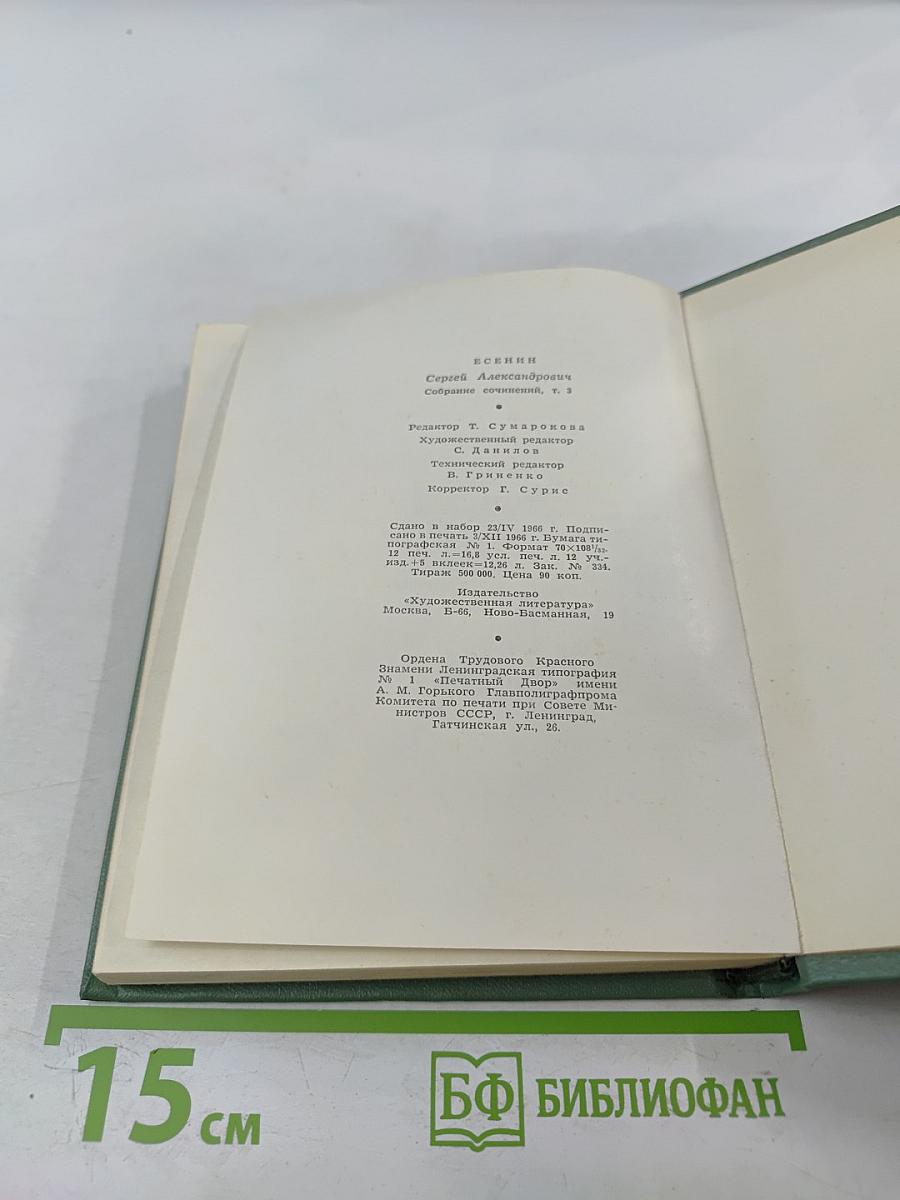 ЕСЕНИН
Сергей Александрович
Собрание сочинений, т. 3
Редактор Т. Сумарокова
Художественный редактор
С. Данилов
Технический редактор
В. Гриненко
Корректор Г. Сурис
Сдано в набор 23/IV 1966 г. Подпи-
сано в печать 3/XII 1966 г. Бумага ти-
пографская № 1. Формат 70×108¹/₃₂.
12 печ. л.=16,8 усл. печ. л. 12 уч.-
изд.+5 вклеек=12,26 л. Зак. № 334.
Тираж 500 000. Цена 90 коп.
Издательство
«Художественная литература»
Москва, Б-66, Ново-Басманная, 19
Ордена Трудового Красного
Знамени Ленинградская типография
№ 1 «Печатный Двор» имени
А. М. Горького Главполиграфпрома
Комитета по печати при Совете Ми-
нистров СССР, г. Ленинград,
Гатчинская ул., 26.
15 см
БФ БИБЛИОФАН